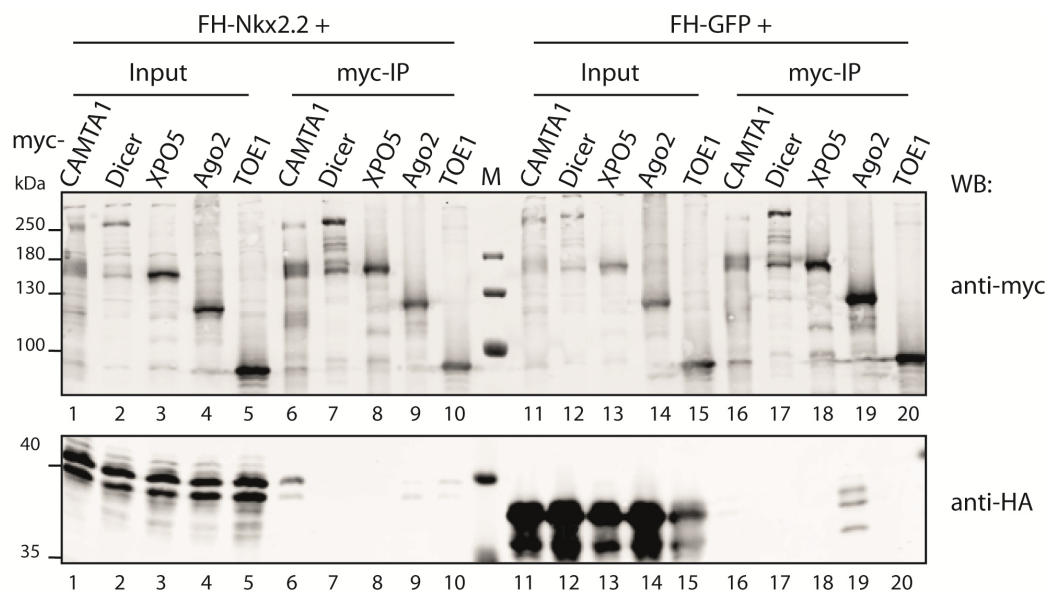 FH-Nkx2.2 + FH-GFP +
Input myc-IP Input myc-IP
myc- CAMTA1 Dicer XPO5 Ago2 TOE1 CAMTA1 Dicer XPO5 Ago2 TOE1 M CAMTA1 Dicer XPO5 Ago2 TOE1 CAMTA1 Dicer XPO5 Ago2 TOE1
kDa WB:
250
180
130 anti-myc
100
1 2 3 4 5 6 7 8 9 10 11 12 13 14 15 16 17 18 19 20
40
anti-HA
35
1 2 3 4 5 6 7 8 9 10 11 12 13 14 15 16 17 18 19 20